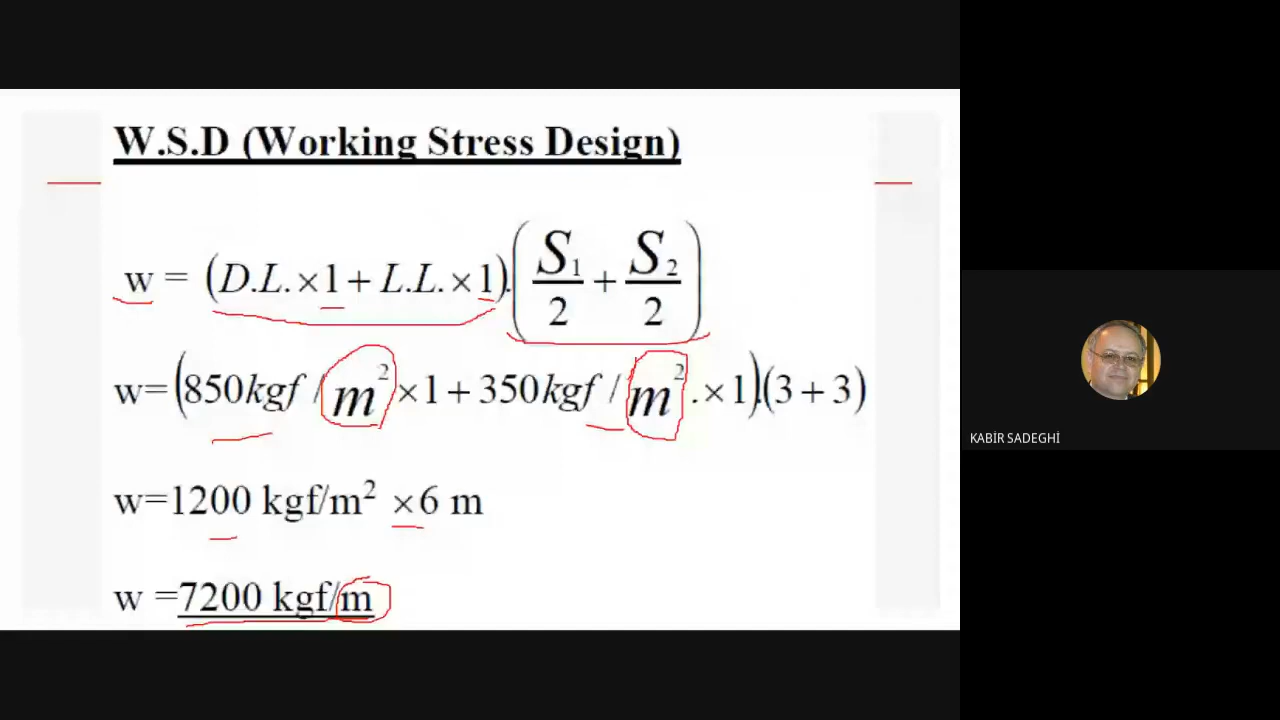 W.S.D (Working Stress Design)
w = (D.L.×1+ L.L.×1).(S₁/2 + S₂/2)
w=(850kgf / m²×1+350kgf / m².×1).(3+3)
w=1200 kgf/m² ×6 m
w =7200 kgf/m
KABİR SADEGHİ